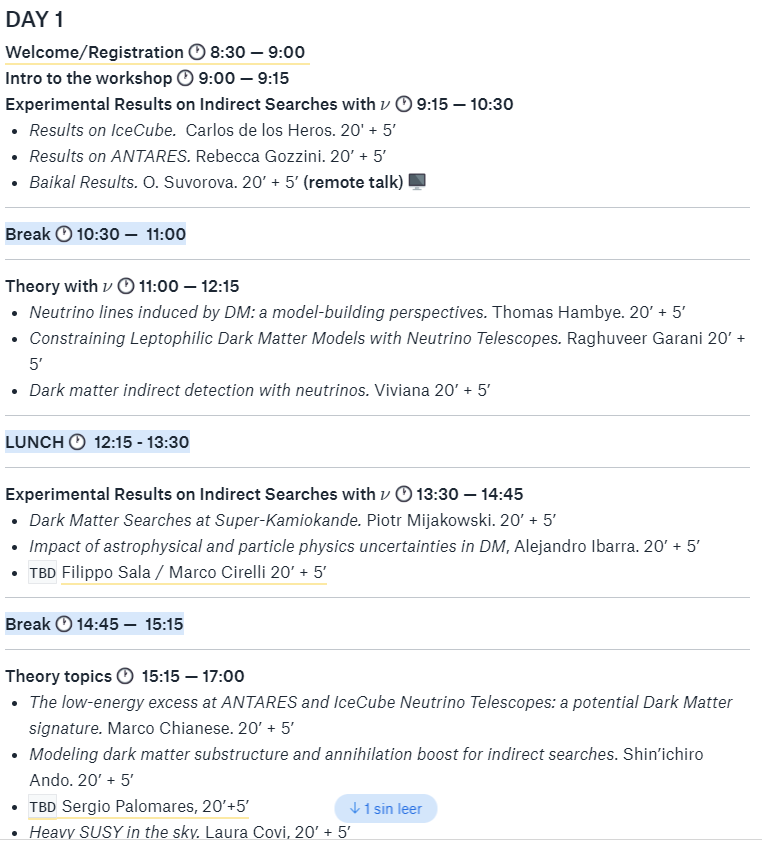 DAY 1
Welcome/Registration 🕐 8:30 — 9:00
Intro to the workshop 🕐 9:00 — 9:15
Experimental Results on Indirect Searches with ν 🕐 9:15 — 10:30
• Results on IceCube. Carlos de los Heros. 20' + 5′
• Results on ANTARES. Rebecca Gozzini. 20′ + 5′
• Baikal Results. O. Suvorova. 20′ + 5′ (remote talk) 🖥️
Break 🕐 10:30 — 11:00
Theory with ν 🕐 11:00 — 12:15
• Neutrino lines induced by DM: a model-building perspectives. Thomas Hambye. 20′ + 5′
• Constraining Leptophilic Dark Matter Models with Neutrino Telescopes. Raghuveer Garani 20′ +
5′
• Dark matter indirect detection with neutrinos. Viviana 20′ + 5′
LUNCH 🕐 12:15 - 13:30
Experimental Results on Indirect Searches with ν 🕐 13:30 — 14:45
• Dark Matter Searches at Super-Kamiokande. Piotr Mijakowski. 20′ + 5′
• Impact of astrophysical and particle physics uncertainties in DM, Alejandro Ibarra. 20′ + 5′
• TBD Filippo Sala / Marco Cirelli 20′ + 5′
Break 🕐 14:45 — 15:15
Theory topics 🕐 15:15 — 17:00
• The low-energy excess at ANTARES and IceCube Neutrino Telescopes: a potential Dark Matter
signature. Marco Chianese. 20′ + 5′
• Modeling dark matter substructure and annihilation boost for indirect searches. Shin’ichiro
Ando. 20′ + 5′
• TBD Sergio Palomares, 20′+5′
↓ 1 sin leer
• Heavy SUSY in the sky. Laura Covi, 20′ + 5′